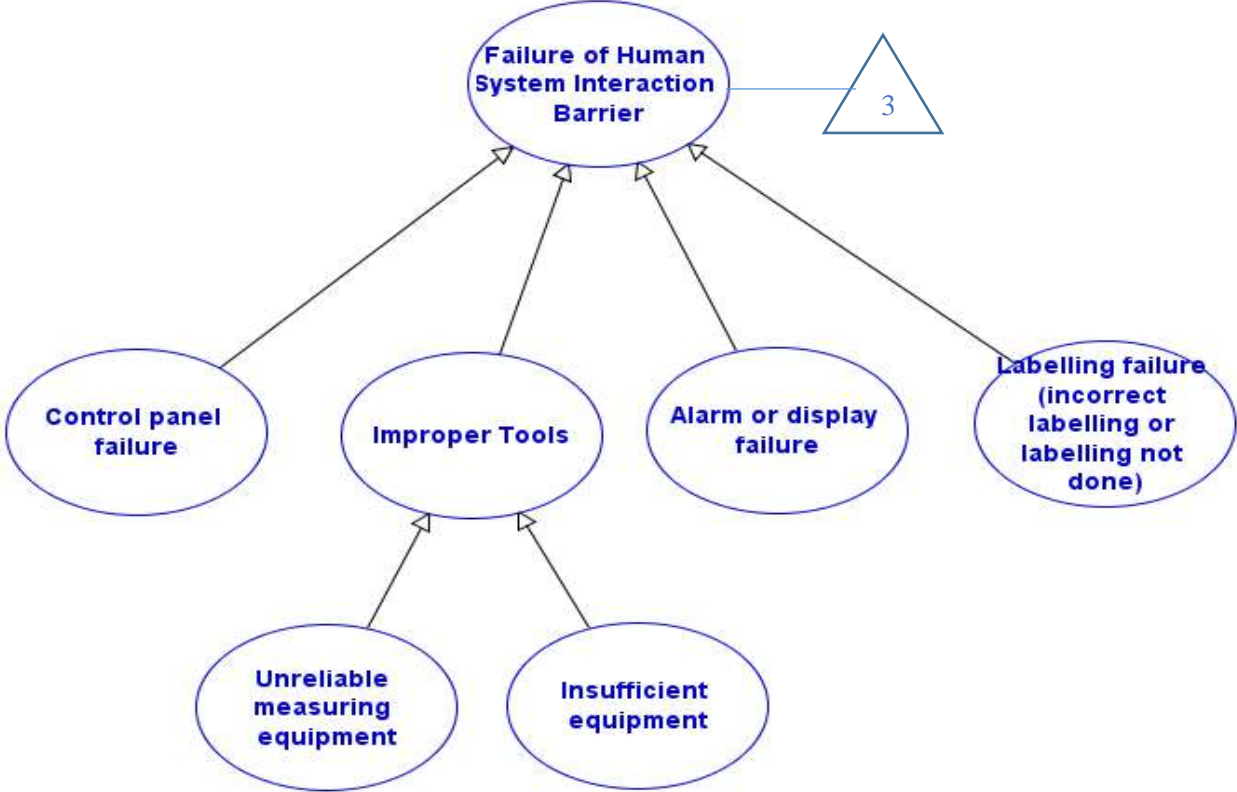 Failure of Human
System Interaction
Barrier
3
Control panel
failure
Improper Tools
Alarm or display
failure
Labelling failure
(incorrect
labelling or
labelling not
done)
Unreliable
measuring
equipment
Insufficient
equipment